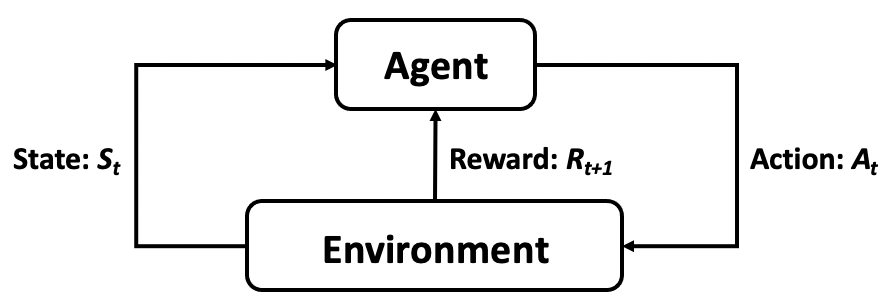 Agent
State: St
Reward: Rt+1
Action: At
Environment